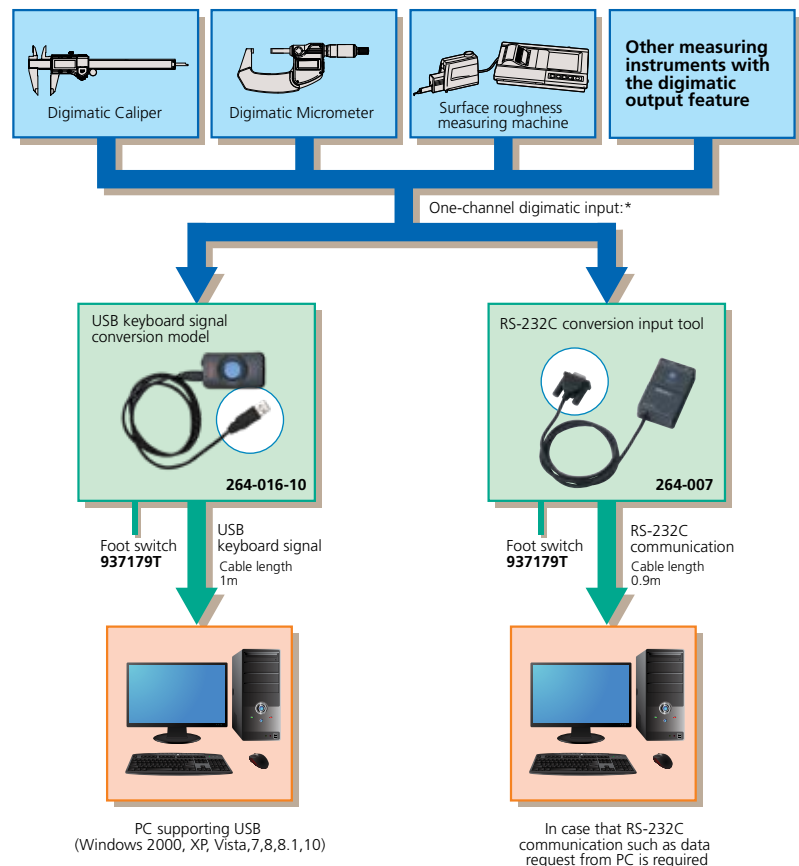 Digimatic Caliper
Digimatic Micrometer
Surface roughness
measuring machine
Other measuring
instruments with
the digimatic
output feature
One-channel digimatic input:*
USB keyboard signal
conversion model
264-016-10
Foot switch
937179T
USB
keyboard signal
Cable length
1m
PC supporting USB
(Windows 2000, XP, Vista,7,8,8.1,10)
RS-232C conversion input tool
264-007
Foot switch
937179T
RS-232C
communication
Cable length
0.9m
In case that RS-232C
communication such as data
request from PC is required